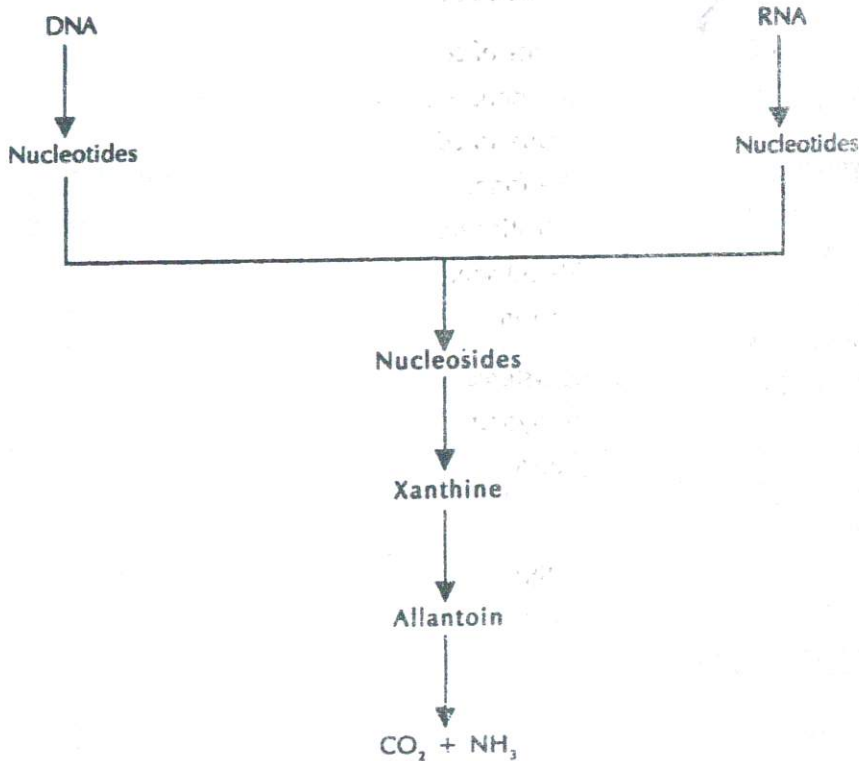 DNA
RNA
Nucleotides
Nucleotides
Nucleosides
Xanthine
Allantoin
CO₂ + NH₃